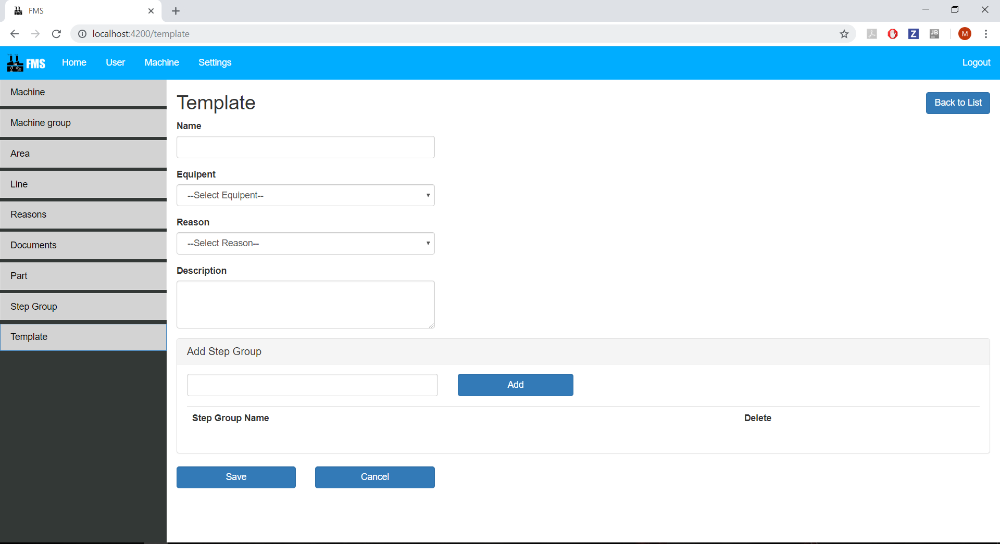 FMS
localhost:4200/template
Z
JB
M
FMS
Home
User
Machine
Settings
Logout
Machine
Machine group
Area
Line
Reasons
Documents
Part
Step Group
Template
Template
Back to List
Name
Equipent
--Select Equipent--
Reason
--Select Reason--
Description
Add Step Group
Add
Step Group Name
Delete
Save
Cancel